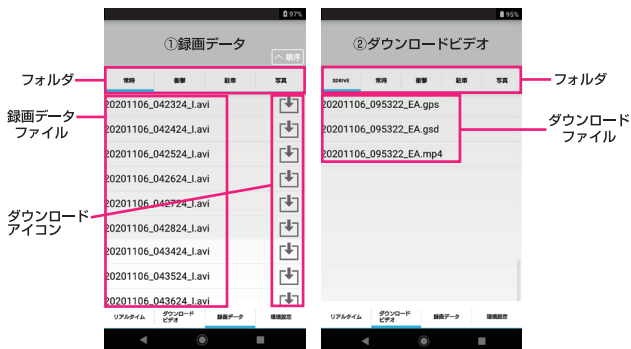 97%
①録画データ
へ 順序
常時 衝撃 駐車 写真
20201106_042324_I.avi
20201106_042424_I.avi
20201106_042524_I.avi
20201106_042624_I.avi
20201106_042724_I.avi
20201106_042824_I.avi
20201106_043424_I.avi
20201106_043524_I.avi
20201106_043624_I.avi
リアルタイム ダウンロード
ビデオ 録画データ 環境設定
フォルダ
録画データ
ファイル
ダウンロード
アイコン
95%
②ダウンロードビデオ
SDRIVE 常時 衝撃 駐車 写真
20201106_095322_EA.gps
20201106_095322_EA.gsd
20201106_095322_EA.mp4
リアルタイム ダウンロード
ビデオ 録画データ 環境設定
フォルダ
ダウンロード
ファイル